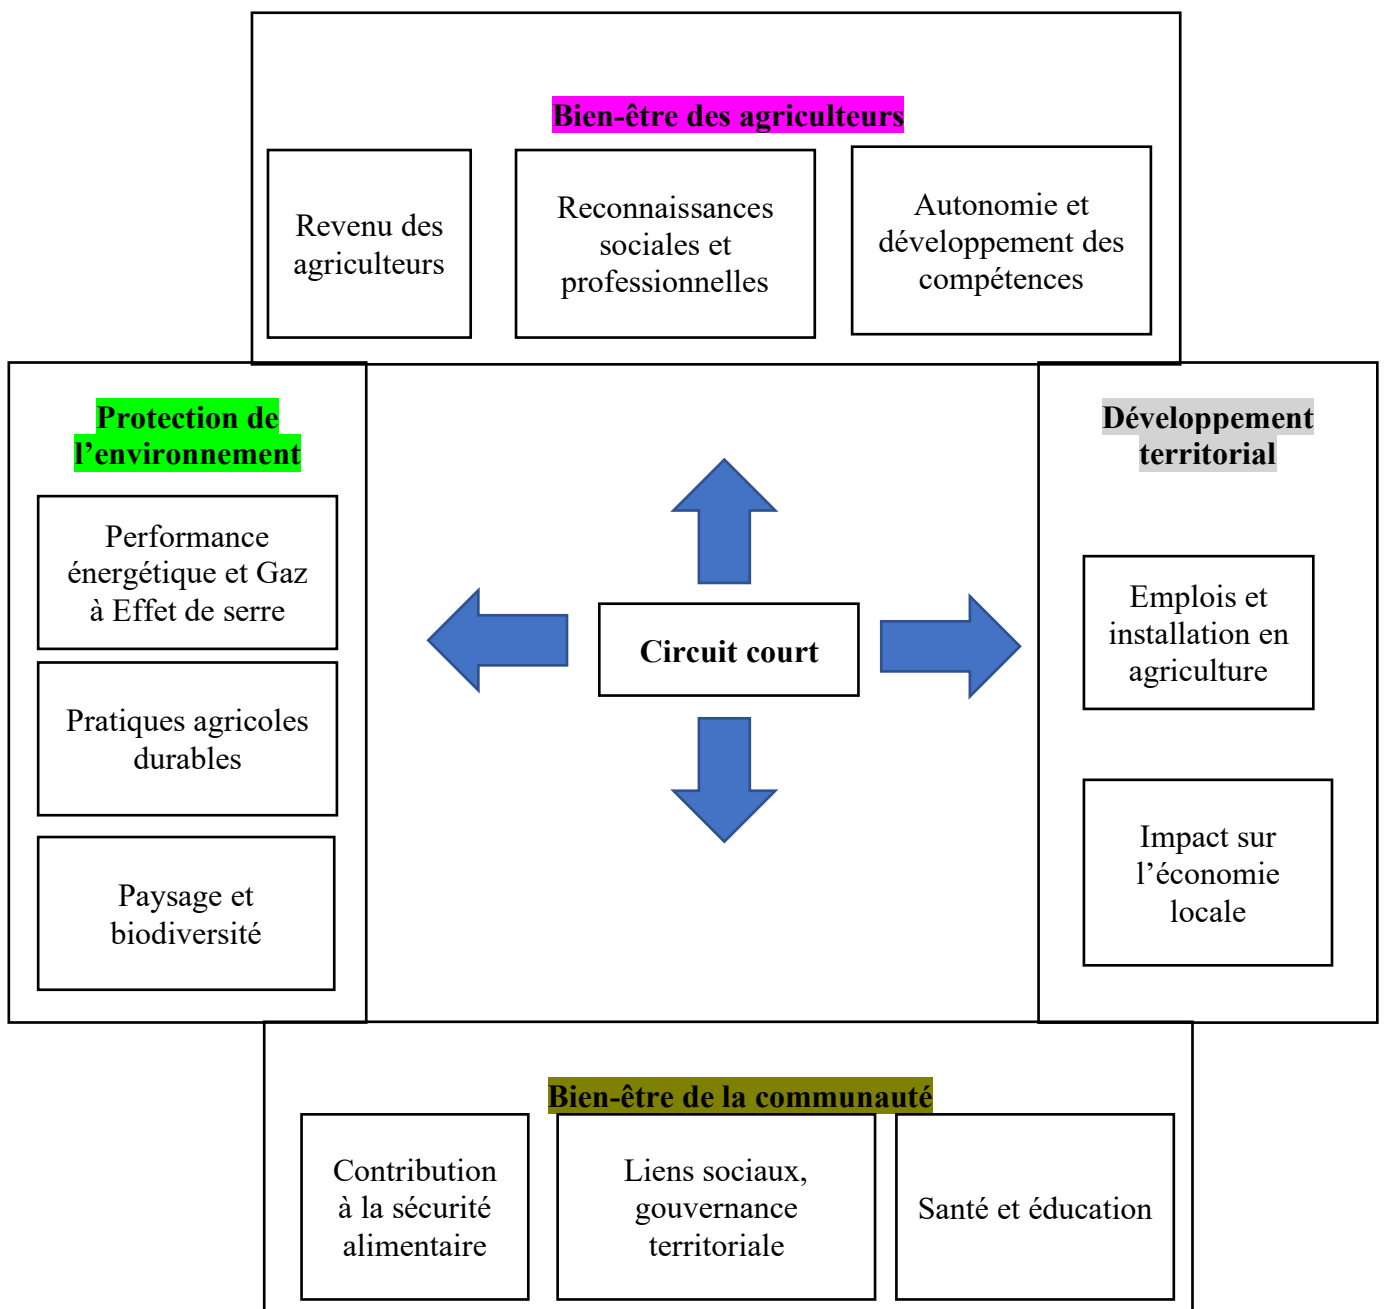 Bien-être des agriculteurs
Revenu des
agriculteurs
Reconnaissances
sociales et
professionnelles
Autonomie et
développement des
compétences
Protection de
l’environnement
Performance
énergétique et Gaz
à Effet de serre
Pratiques agricoles
durables
Paysage et
biodiversité
Circuit court
Développement
territorial
Emplois et
installation en
agriculture
Impact sur
l’économie
locale
Bien-être de la communauté
Contribution
à la sécurité
alimentaire
Liens sociaux,
gouvernance
territoriale
Santé et éducation